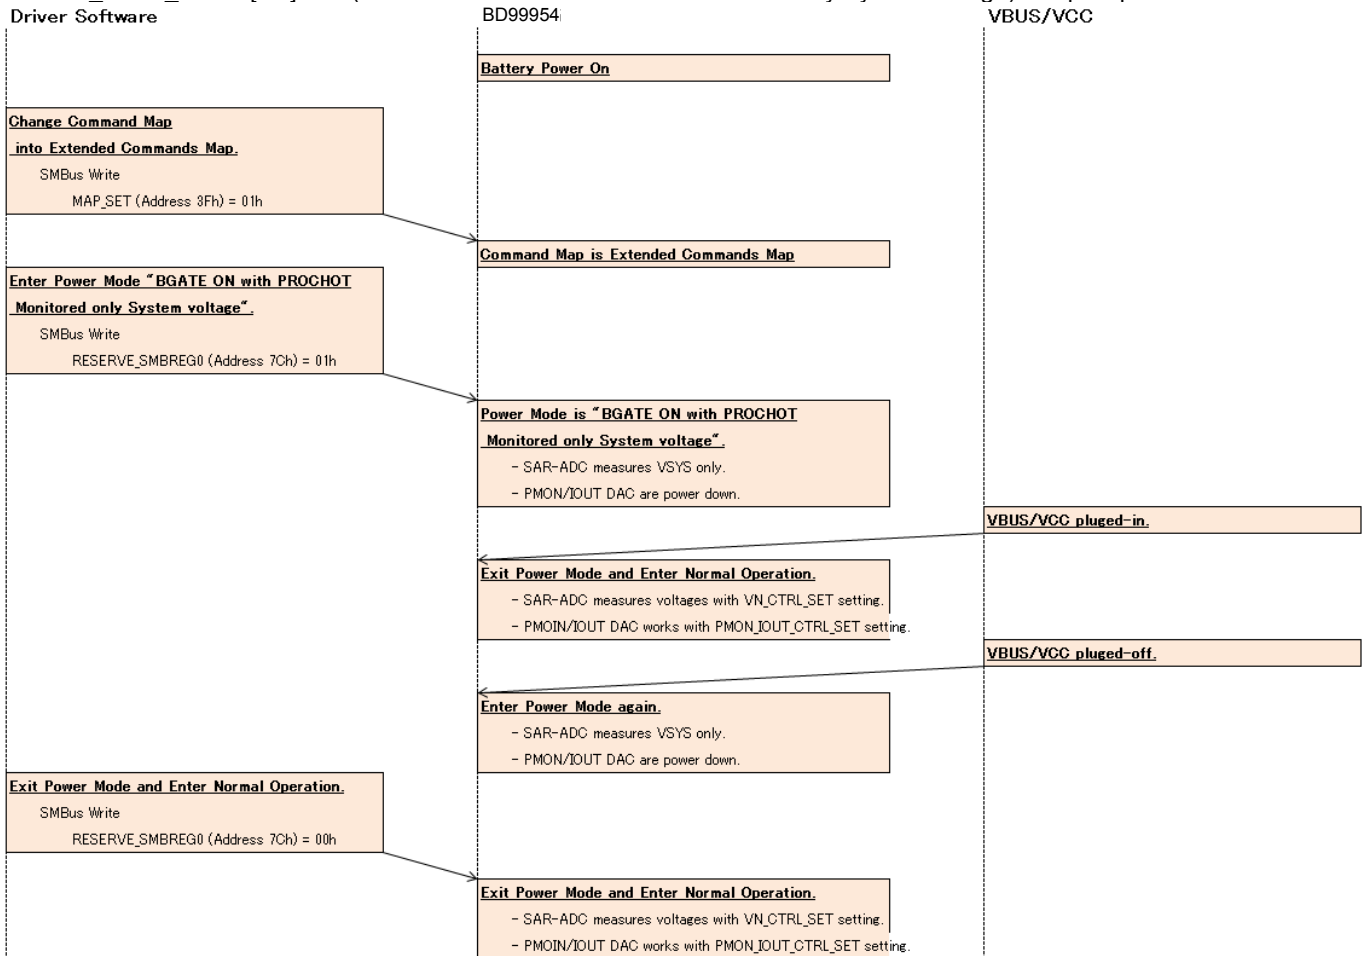 Driver Software
BD99954
VBUS/VCC
Battery Power On
Change Command Map
into Extended Commands Map.
SMBus Write
MAP_SET (Address 3Fh) = 01h
Command Map is Extended Commands Map
Enter Power Mode "BGATE ON with PROCHOT
Monitored only System voltage".
SMBus Write
RESERVE_SMBREG0 (Address 7Ch) = 01h
Power Mode is "BGATE ON with PROCHOT
Monitored only System voltage".
- SAR-ADC measures VSYS only.
- PMON/IOUT DAC are power down.
VBUS/VCC pluged-in.
Exit Power Mode and Enter Normal Operation.
- SAR-ADC measures voltages with VN_CTRL_SET setting.
- PMOIN/IOUT DAC works with PMON_IOUT_CTRL_SET setting.
VBUS/VCC pluged-off.
Enter Power Mode again.
- SAR-ADC measures VSYS only.
- PMON/IOUT DAC are power down.
Exit Power Mode and Enter Normal Operation.
SMBus Write
RESERVE_SMBREG0 (Address 7Ch) = 00h
Exit Power Mode and Enter Normal Operation.
- SAR-ADC measures voltages with VN_CTRL_SET setting.
- PMOIN/IOUT DAC works with PMON_IOUT_CTRL_SET setting.